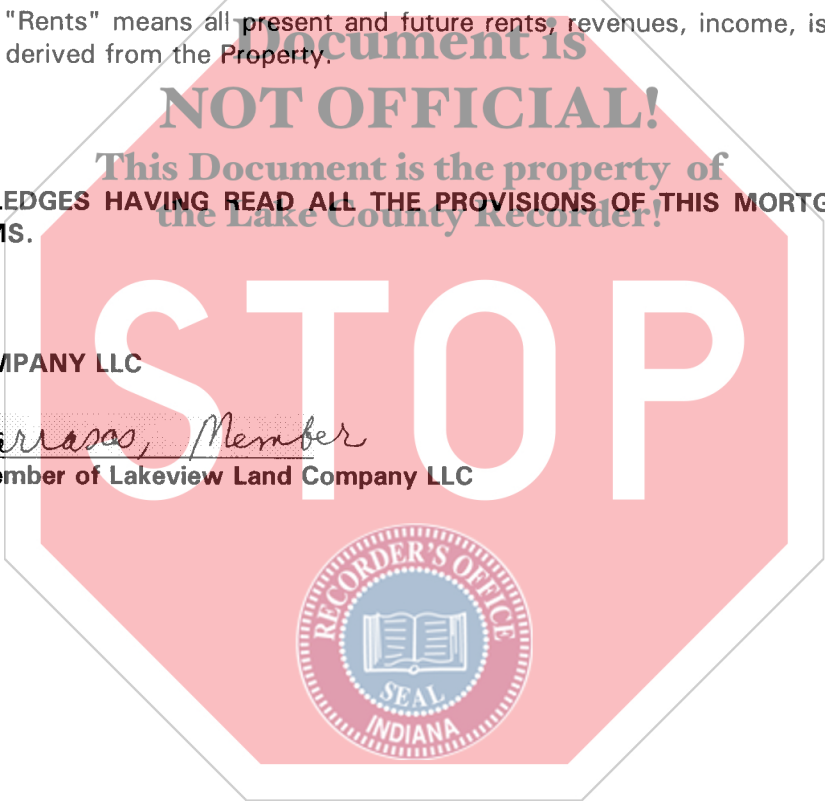 "Rents" means all present and future rents, revenues, income, is
derived from the Property.
Document is
NOT OFFICIAL!
This Document is the property of
the Lake County Recorder!
LEDGES HAVING READ ALL THE PROVISIONS OF THIS MORTG
MS.
STOP
MPANY LLC
arrasas, Member
ember of Lakeview Land Company LLC
RECORDER'S OFFICE
SEAL
INDIANA